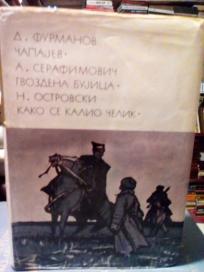 Д. ФУРМАНОВ
ЧАПАЈЕВ •
А. СЕРАФИМОВИЧ
ГВОЗДЕНА БУЈИЦА •
Н. ОСТРОВСКИ
КАКО СЕ КАЛИО ЧЕЛИК •